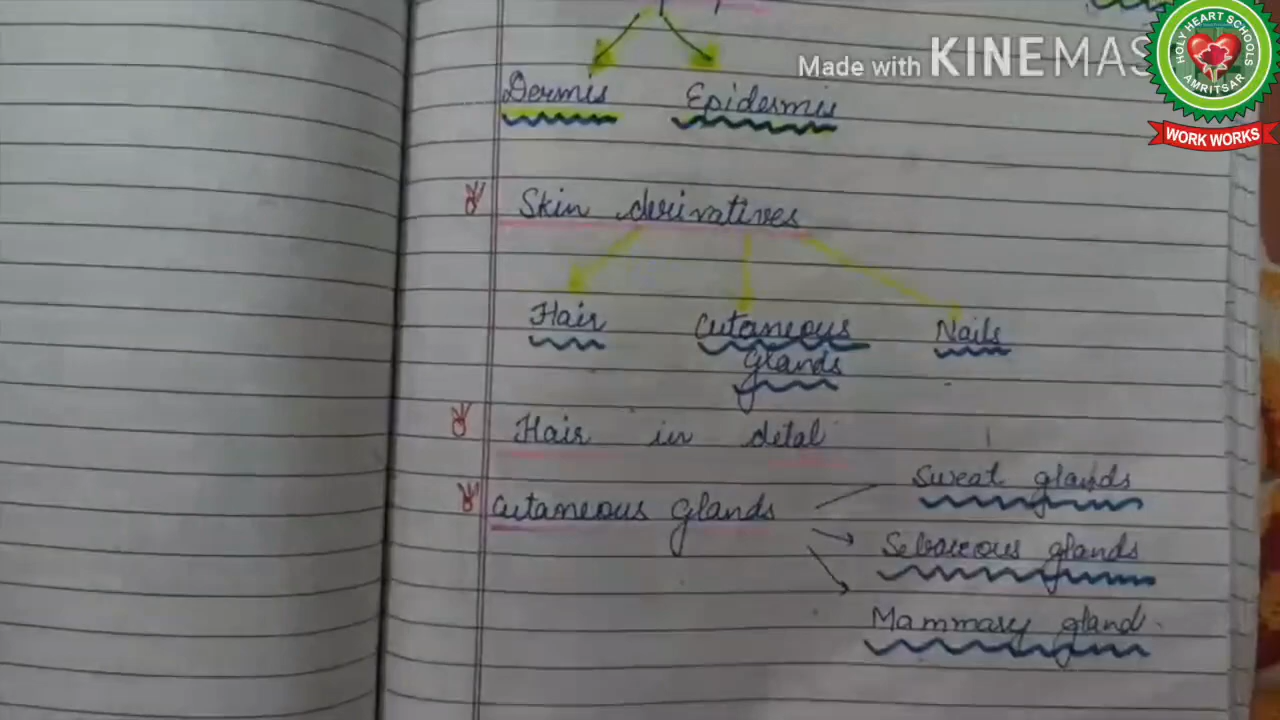 Made with KINEMAS
HOLY HEART SCHOOLS
AMRITSAR
WORK WORKS
Dermis Epidermis
Skin derivatives
Hair Cutaneous Nails
glands
Hair in detal
Cutaneous glands
Sweat glands
Sebaceous glands
Mammary gland.